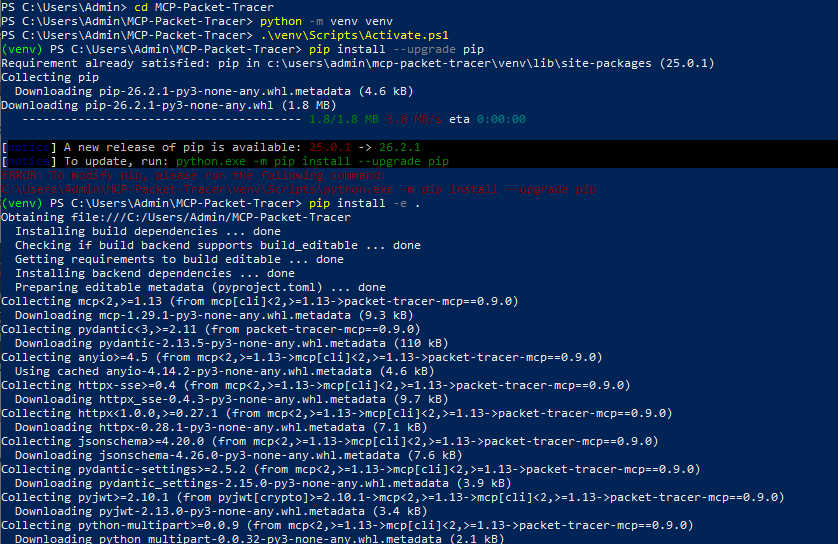 PS C:\Users\Admin> cd MCP-Packet-Tracer
PS C:\Users\Admin\MCP-Packet-Tracer> python -m venv venv
PS C:\Users\Admin\MCP-Packet-Tracer> .\venv\Scripts\Activate.ps1
(venv) PS C:\Users\Admin\MCP-Packet-Tracer> pip install --upgrade pip
Requirement already satisfied: pip in c:\users\admin\mcp-packet-tracer\venv\lib\site-packages (25.0.1)
Collecting pip
  Downloading pip-26.2.1-py3-none-any.whl.metadata (4.6 kB)
Downloading pip-26.2.1-py3-none-any.whl (1.8 MB)
   ---------------------------------------- 1.8/1.8 MB 3.8 MB/s eta 0:00:00
[notice] A new release of pip is available: 25.0.1 -> 26.2.1
[notice] To update, run: python.exe -m pip install --upgrade pip
ERROR: To modify pip, please run the following command:
C:\Users\Admin\MCP-Packet-Tracer\venv\Scripts\python.exe -m pip install --upgrade pip
(venv) PS C:\Users\Admin\MCP-Packet-Tracer> pip install -e .
Obtaining file:///C:/Users/Admin/MCP-Packet-Tracer
  Installing build dependencies ... done
  Checking if build backend supports build_editable ... done
  Getting requirements to build editable ... done
  Installing backend dependencies ... done
  Preparing editable metadata (pyproject.toml) ... done
Collecting mcp<2,>=1.13 (from mcp[cli]<2,>=1.13->packet-tracer-mcp==0.9.0)
  Downloading mcp-1.29.1-py3-none-any.whl.metadata (9.3 kB)
Collecting pydantic<3,>=2.11 (from packet-tracer-mcp==0.9.0)
  Downloading pydantic-2.13.5-py3-none-any.whl.metadata (110 kB)
Collecting anyio>=4.5 (from mcp<2,>=1.13->mcp[cli]<2,>=1.13->packet-tracer-mcp==0.9.0)
  Using cached anyio-4.14.2-py3-none-any.whl.metadata (4.6 kB)
Collecting httpx-sse>=0.4 (from mcp<2,>=1.13->mcp[cli]<2,>=1.13->packet-tracer-mcp==0.9.0)
  Downloading httpx_sse-0.4.3-py3-none-any.whl.metadata (9.7 kB)
Collecting httpx<1.0.0,>=0.27.1 (from mcp<2,>=1.13->mcp[cli]<2,>=1.13->packet-tracer-mcp==0.9.0)
  Downloading httpx-0.28.1-py3-none-any.whl.metadata (7.1 kB)
Collecting jsonschema>=4.20.0 (from mcp<2,>=1.13->mcp[cli]<2,>=1.13->packet-tracer-mcp==0.9.0)
  Downloading jsonschema-4.26.0-py3-none-any.whl.metadata (7.6 kB)
Collecting pydantic-settings>=2.5.2 (from mcp<2,>=1.13->mcp[cli]<2,>=1.13->packet-tracer-mcp==0.9.0)
  Downloading pydantic_settings-2.15.0-py3-none-any.whl.metadata (3.9 kB)
Collecting pyjwt>=2.10.1 (from pyjwt[crypto]>=2.10.1->mcp<2,>=1.13->mcp[cli]<2,>=1.13->packet-tracer-mcp==0.9.0)
  Downloading pyjwt-2.13.0-py3-none-any.whl.metadata (3.4 kB)
Collecting python-multipart>=0.0.9 (from mcp<2,>=1.13->mcp[cli]<2,>=1.13->packet-tracer-mcp==0.9.0)
  Downloading python_multipart-0.0.32-py3-none-any.whl.metadata (2.1 kB)